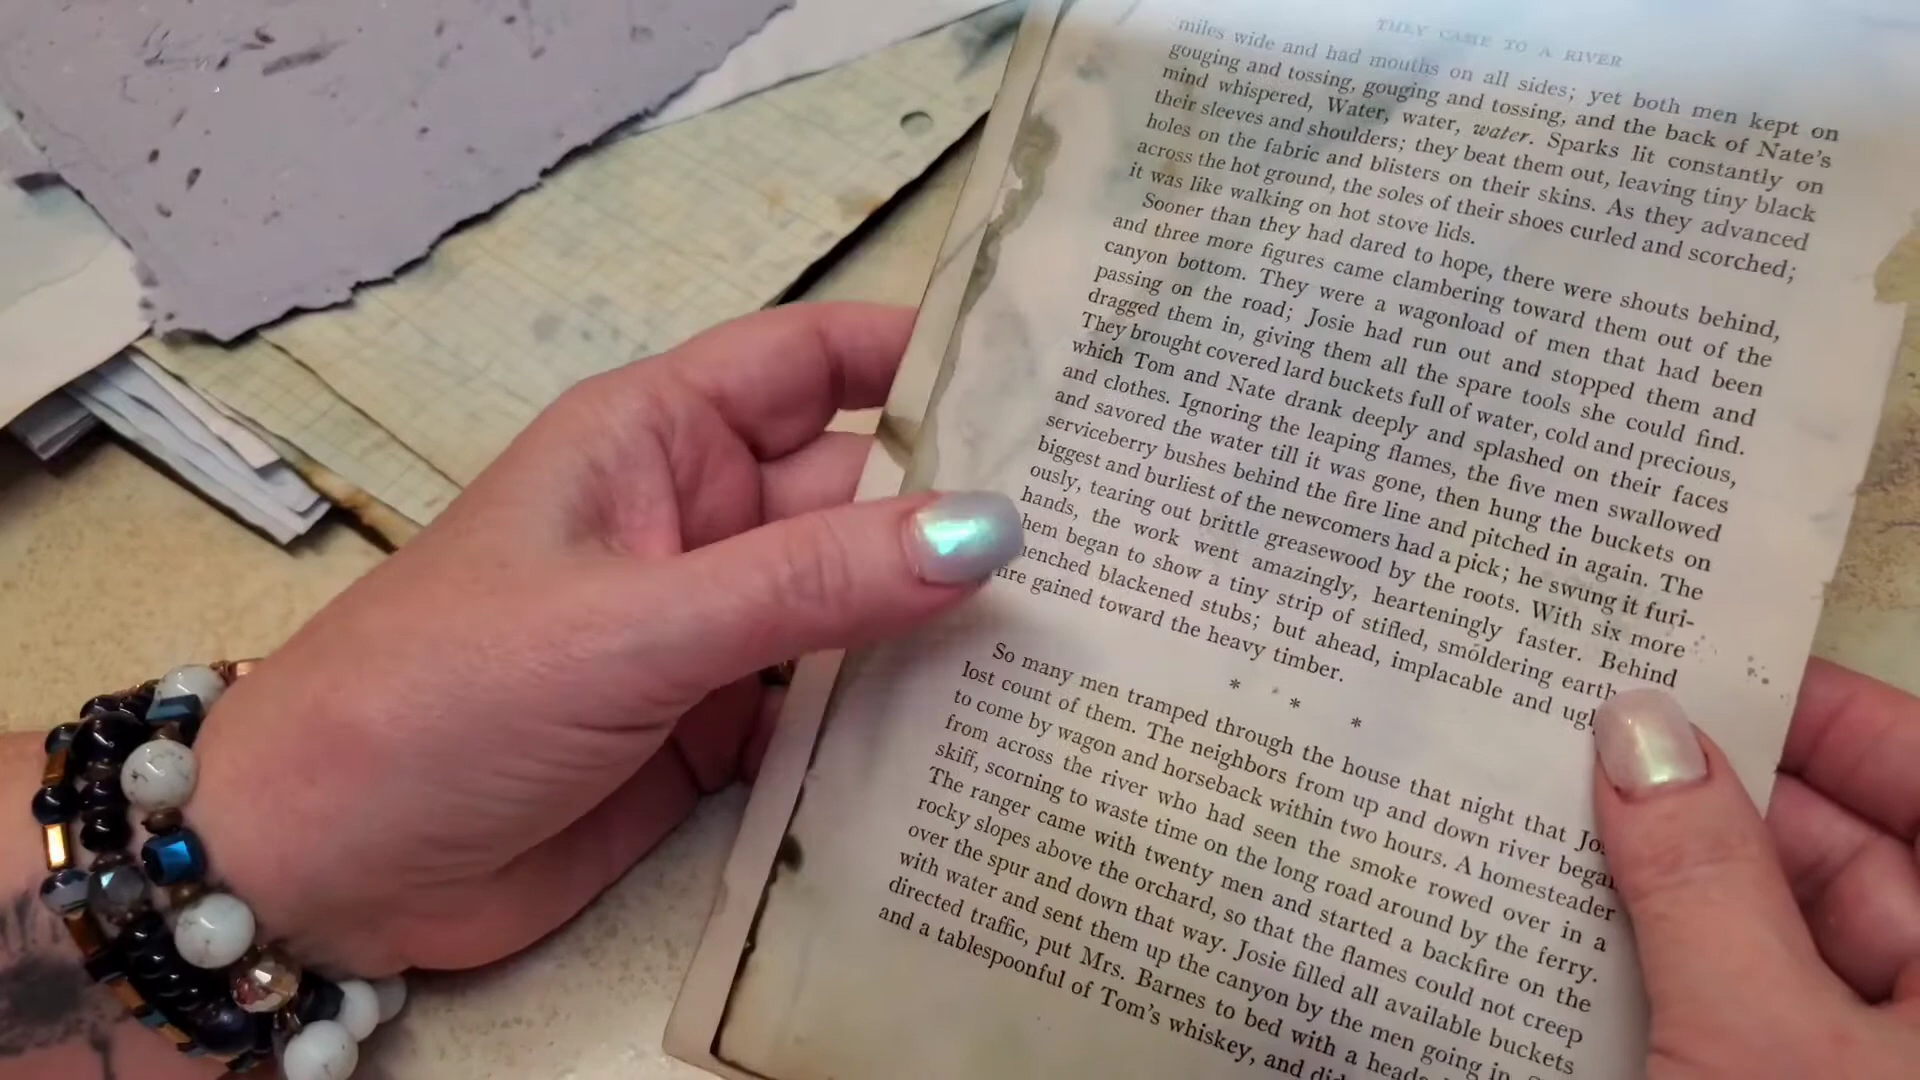 THEY CAME TO A RIVER
miles wide and had mouths on all sides; yet both men kept on
gouging and tossing, gouging and tossing, and the back of Nate's
mind whispered, Water, water, water. Sparks lit constantly on
their sleeves and shoulders; they beat them out, leaving tiny black
holes on the fabric and blisters on their skins. As they advanced
across the hot ground, the soles of their shoes curled and scorched;
it was like walking on hot stove lids.
Sooner than they had dared to hope, there were shouts behind,
and three more figures came clambering toward them out of the
canyon bottom. They were a wagonload of men that had been
passing on the road; Josie had run out and stopped them and
dragged them in, giving them all the spare tools she could find.
They brought covered lard buckets full of water, cold and precious,
which Tom and Nate drank deeply and splashed on their faces
and clothes. Ignoring the leaping flames, the five men swallowed
and savored the water till it was gone, then hung the buckets on
serviceberry bushes behind the fire line and pitched in again. The
biggest and burliest of the newcomers had a pick; he swung it furi-
ously, tearing out brittle greasewood by the roots. With six more
hands, the work went amazingly, hearteningly faster. Behind
hem began to show a tiny strip of stifled, smoldering earth
uenched blackened stubs; but ahead, implacable and ugl
ire gained toward the heavy timber.
* * *
So many men tramped through the house that night that Jos
lost count of them. The neighbors from up and down river began
to come by wagon and horseback within two hours. A homesteader
from across the river who had seen the smoke rowed over in a
skiff, scorning to waste time on the long road around by the ferry.
The ranger came with twenty men and started a backfire on the
rocky slopes above the orchard, so that the flames could not creep
over the spur and down that way. Josie filled all available buckets
with water and sent them up the canyon by the men going in,
directed traffic, put Mrs. Barnes to bed with a heada
and a tablespoonful of Tom's whiskey, and did